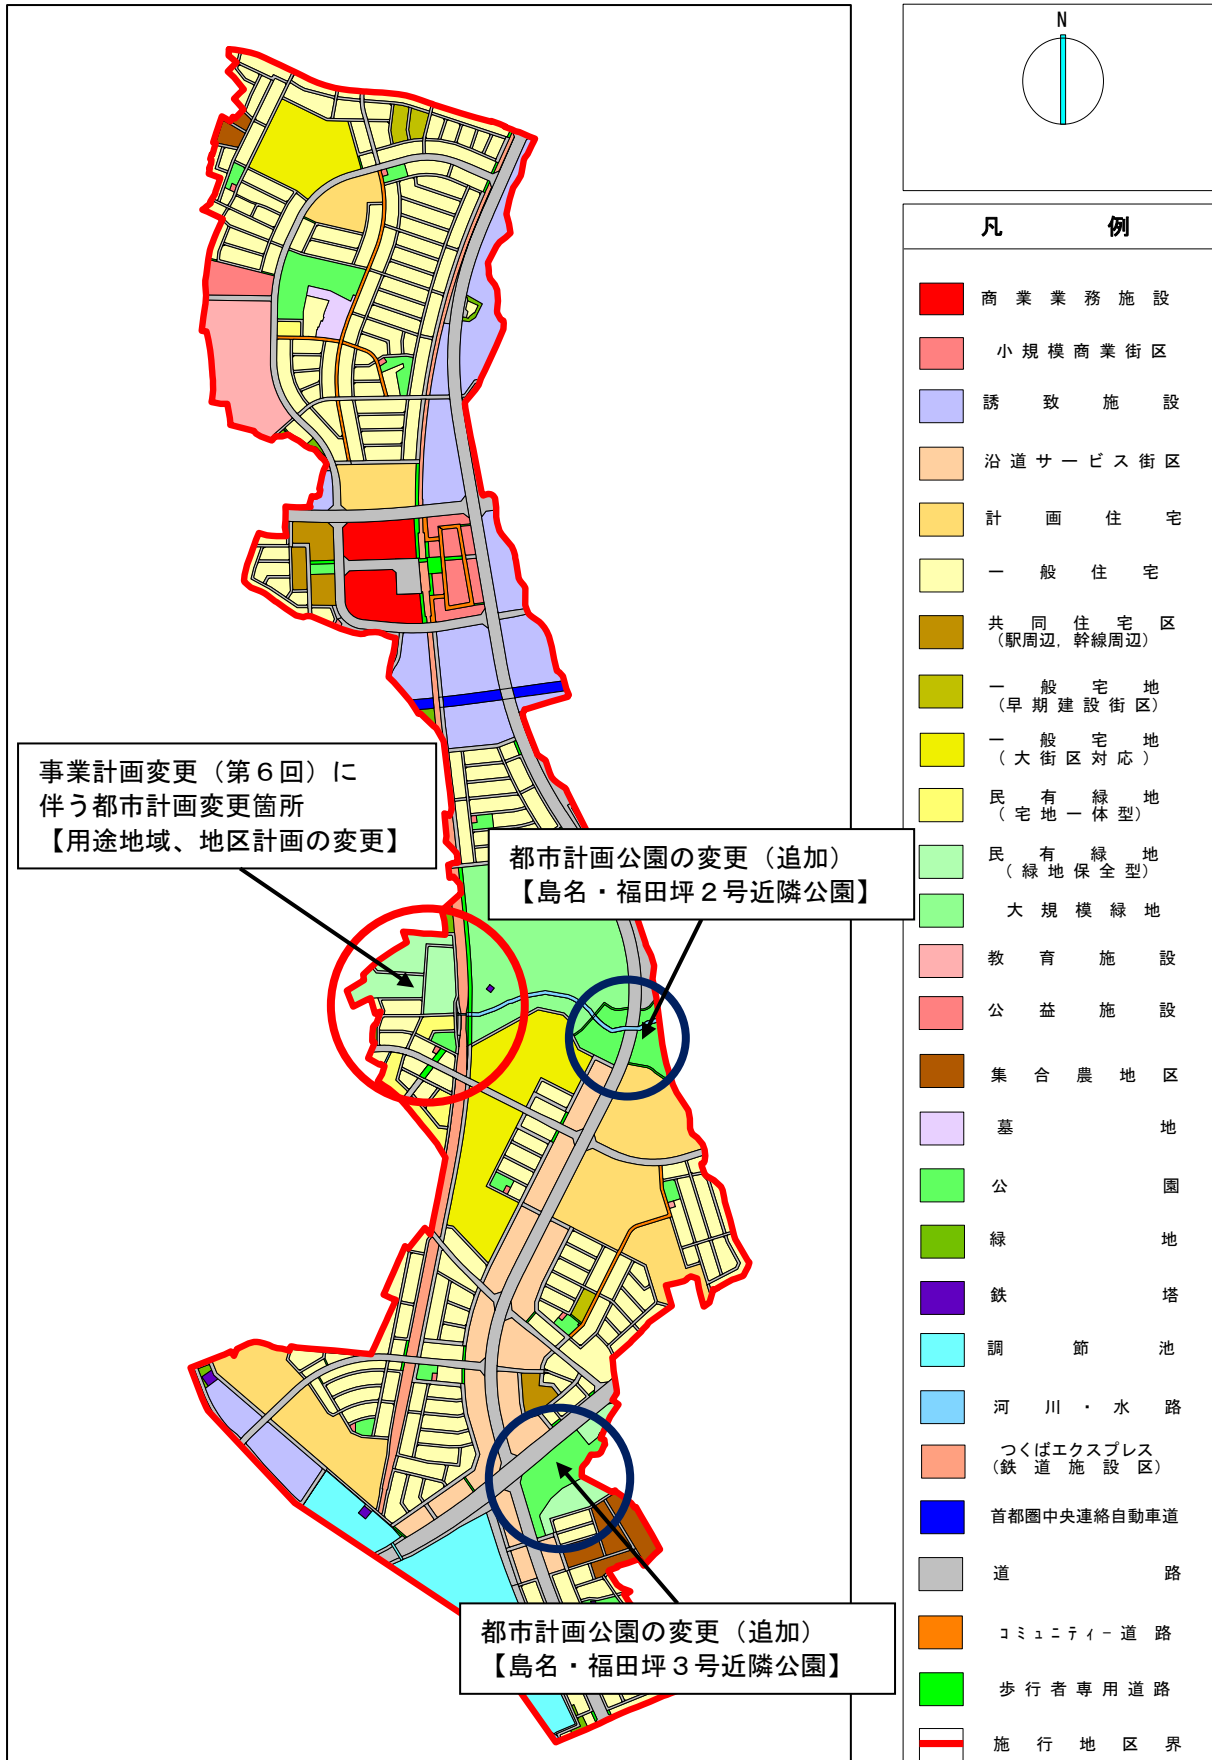 N
凡例
商業業務施設
小規模商業街区
誘致施設
沿道サービス街区
計画住宅
一般住宅
共同住宅区
（駅周辺，幹線周辺）
一般宅地
（早期建設街区）
一般宅地
（大街区対応）
民有緑地
（宅地一体型）
民有緑地
（緑地保全型）
大規模緑地
教育施設
公益施設
集合農地区
墓地
公園
緑地
鉄塔
調節池
河川・水路
つくばエクスプレス
（鉄道施設区）
首都圏中央連絡自動車道
道路
ｺﾐｭﾆﾃｨｰ道路
歩行者専用道路
施行地区界
事業計画変更（第６回）に
伴う都市計画変更箇所
【用途地域、地区計画の変更】
都市計画公園の変更（追加）
【島名・福田坪２号近隣公園】
都市計画公園の変更（追加）
【島名・福田坪３号近隣公園】